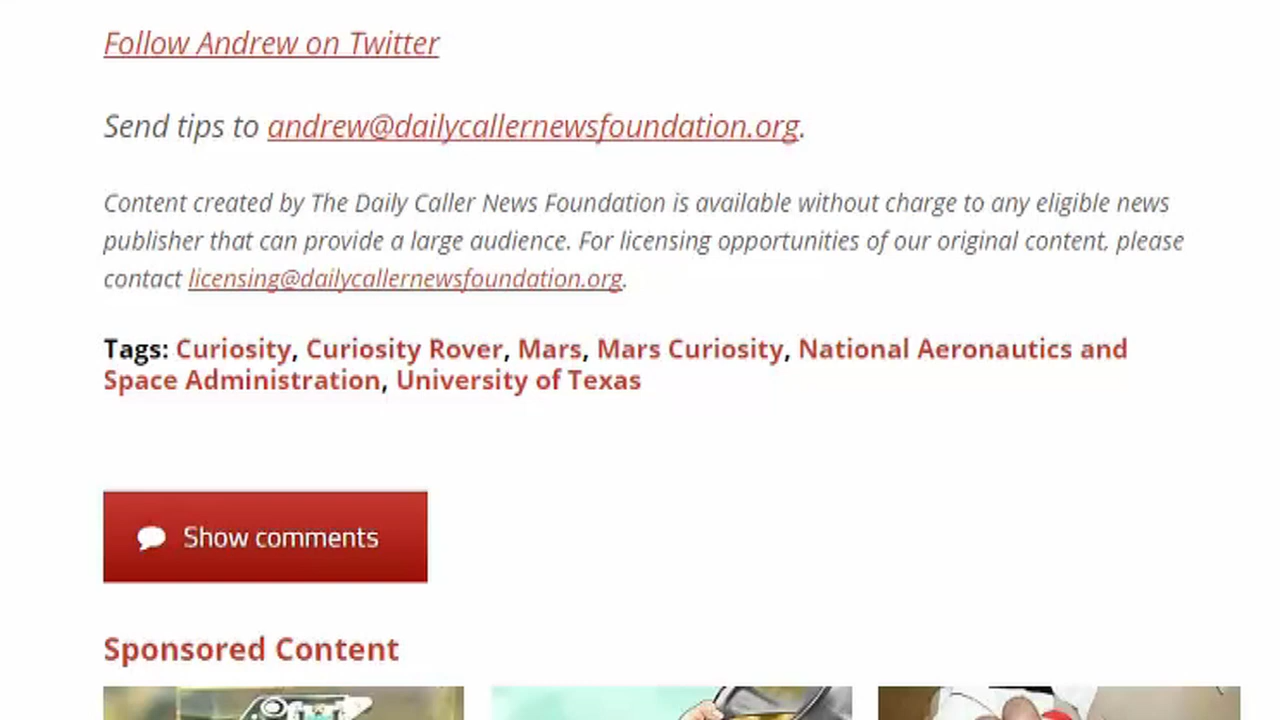 Follow Andrew on Twitter
Send tips to andrew@dailycallernewsfoundation.org.
Content created by The Daily Caller News Foundation is available without charge to any eligible news
publisher that can provide a large audience. For licensing opportunities of our original content, please
contact licensing@dailycallernewsfoundation.org.
Tags: Curiosity, Curiosity Rover, Mars, Mars Curiosity, National Aeronautics and
Space Administration, University of Texas
Show comments
Sponsored Content